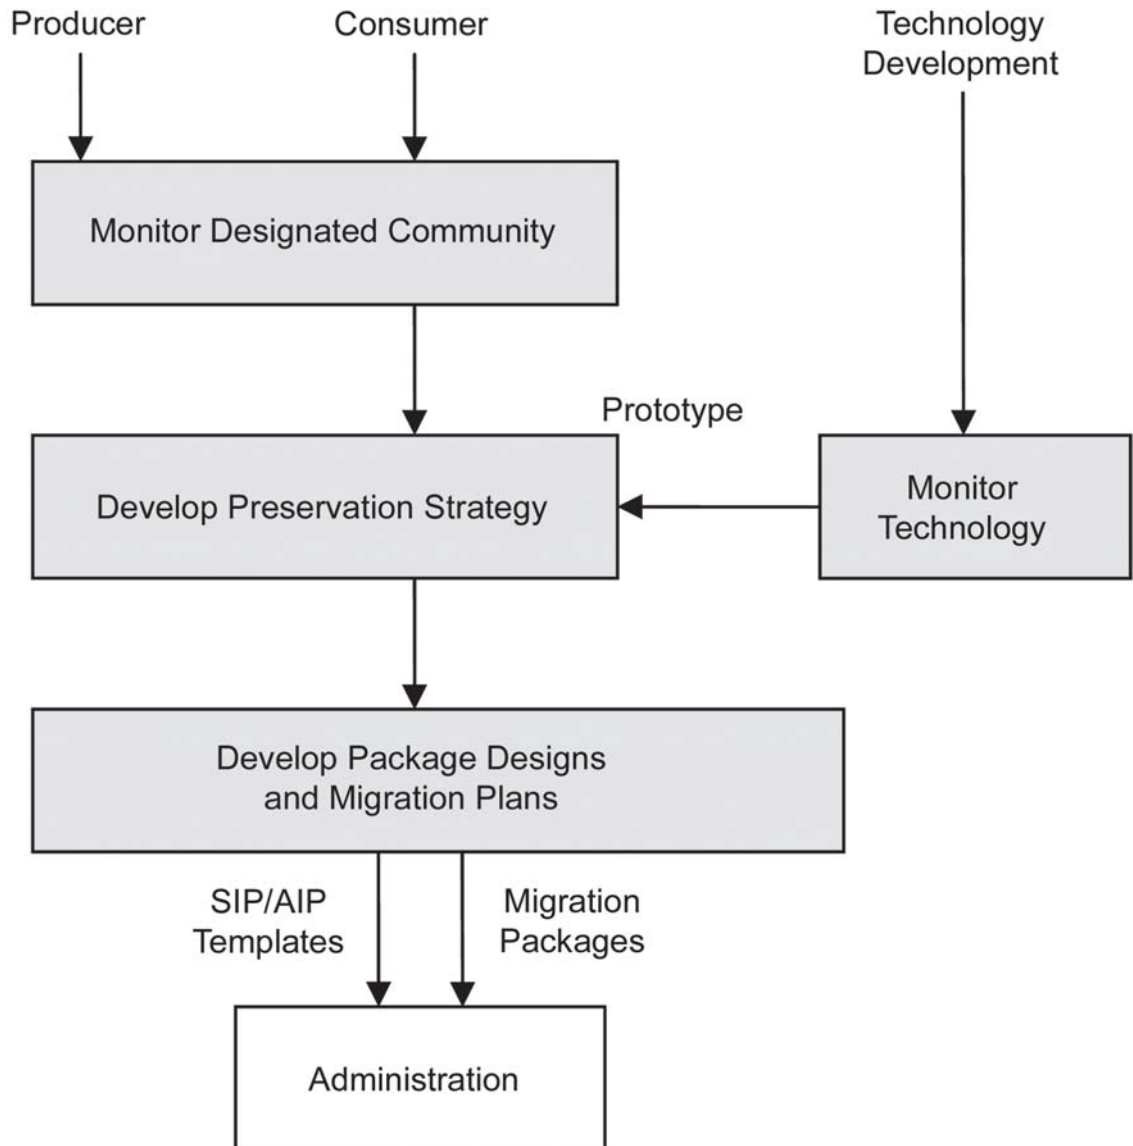 Producer
Consumer
Technology
Development
Monitor Designated Community
Prototype
Develop Preservation Strategy
Monitor
Technology
Develop Package Designs
and Migration Plans
SIP/AIP
Templates
Migration
Packages
Administration